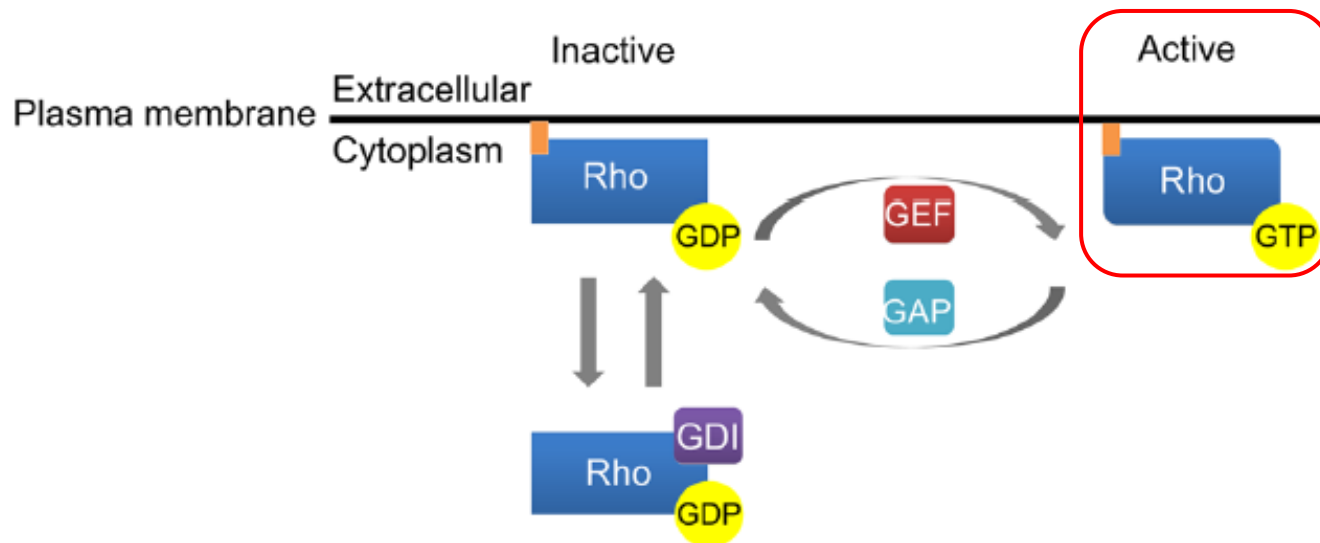 Inactive
Active
Extracellular
Plasma membrane
Cytoplasm
Rho
GDP
GEF
GAP
Rho
GTP
GDI
Rho
GDP